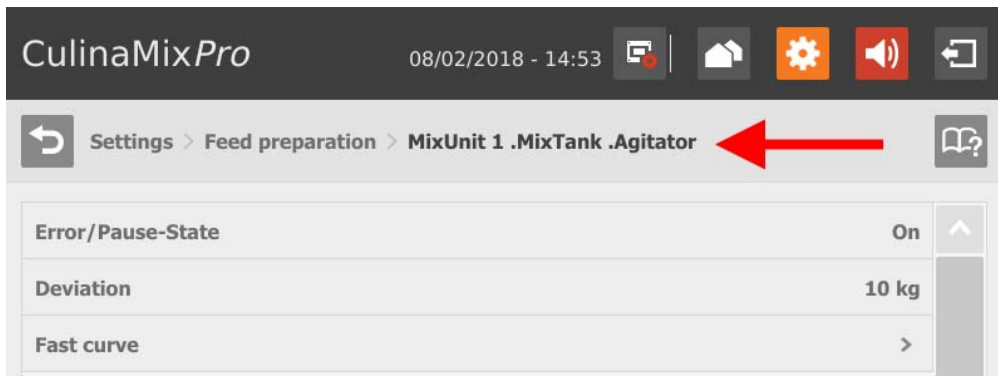 CulinaMixPro 08/02/2018 - 14:53
Settings > Feed preparation > MixUnit 1 .MixTank .Agitator
Error/Pause-State On
Deviation 10 kg
Fast curve >